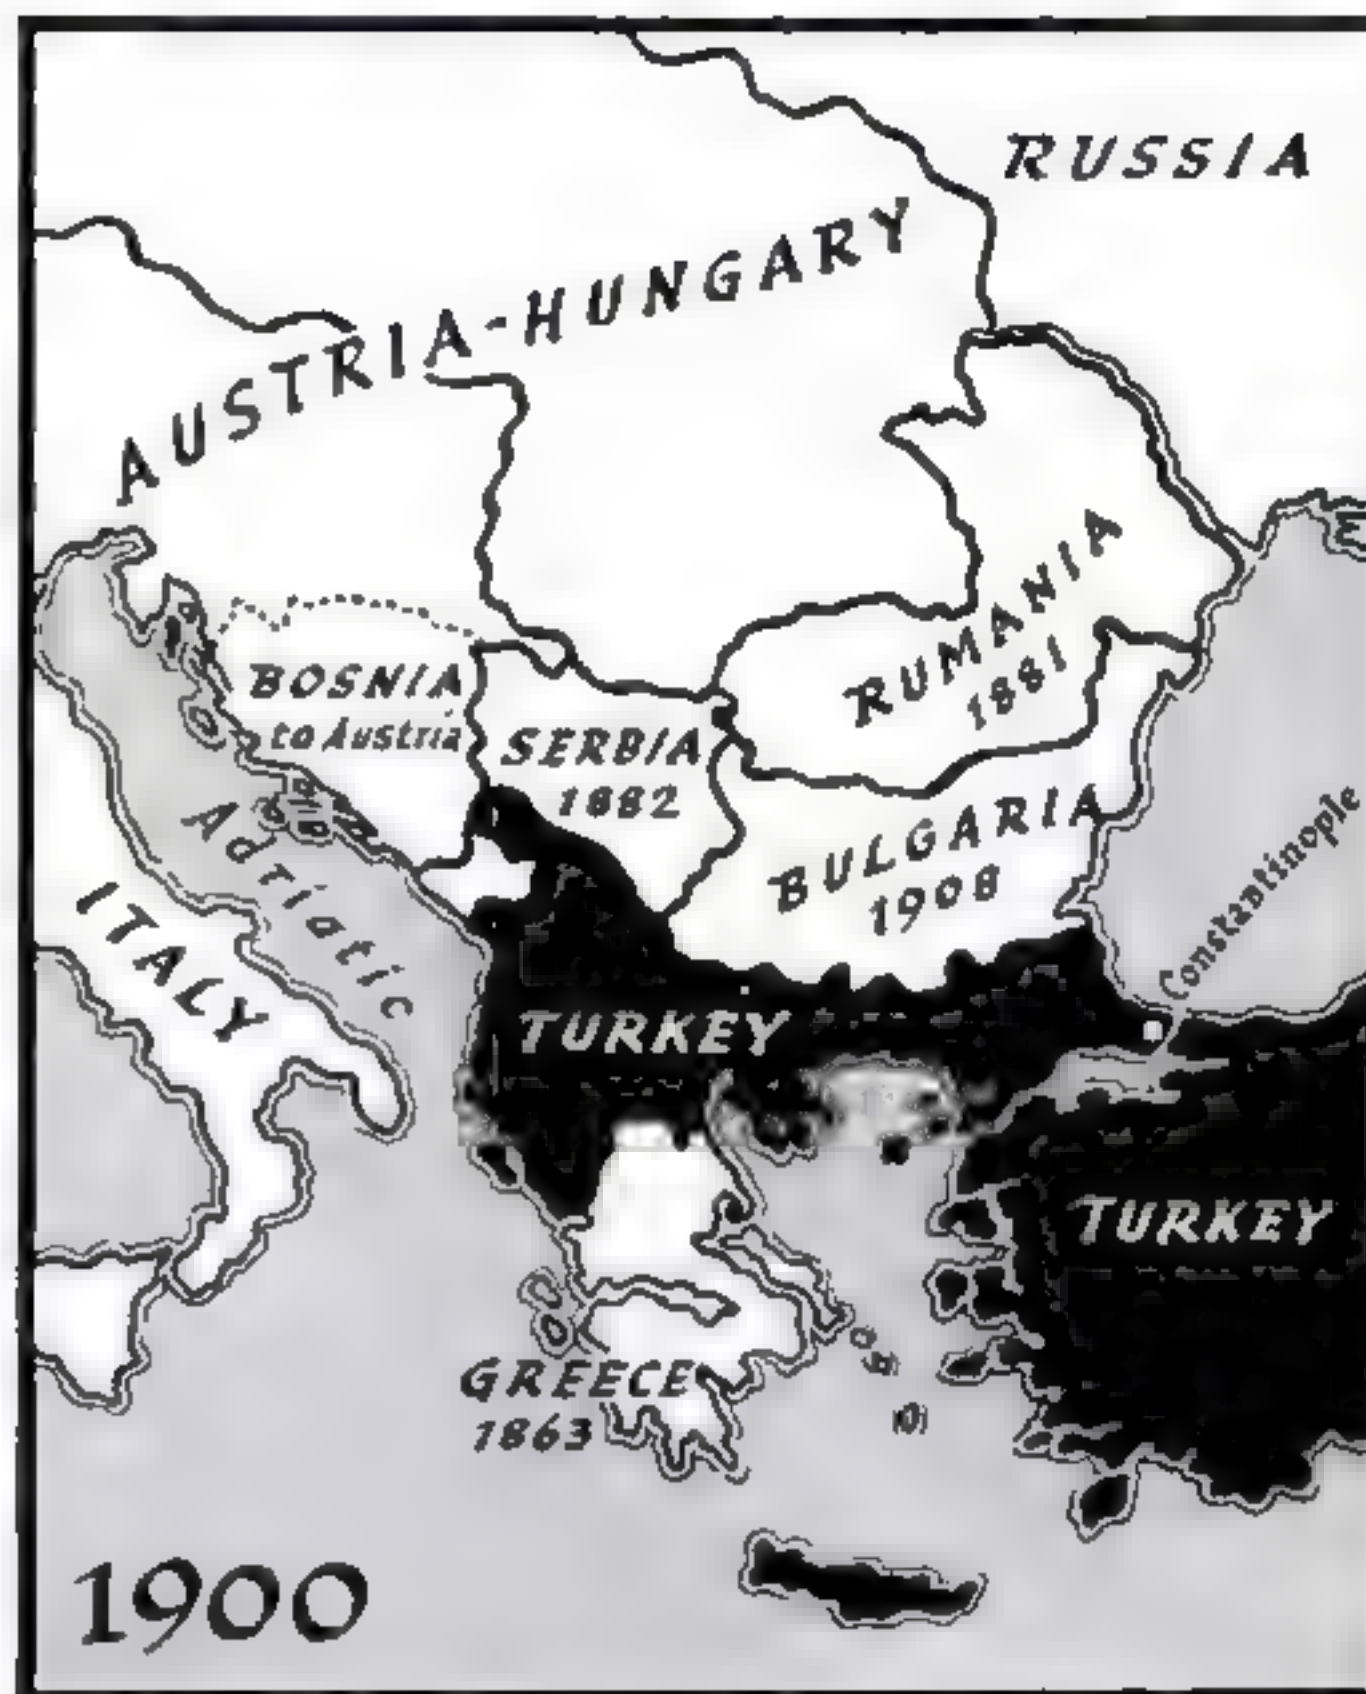 RUSSIA
AUSTRIA-HUNGARY
RUMANIA
1881
BOSNIA
to Austria
SERBIA
1882
BULGARIA
1908
Constantinople
Adriatic
ITALY
TURKEY
TURKEY
GREECE
1863
1900